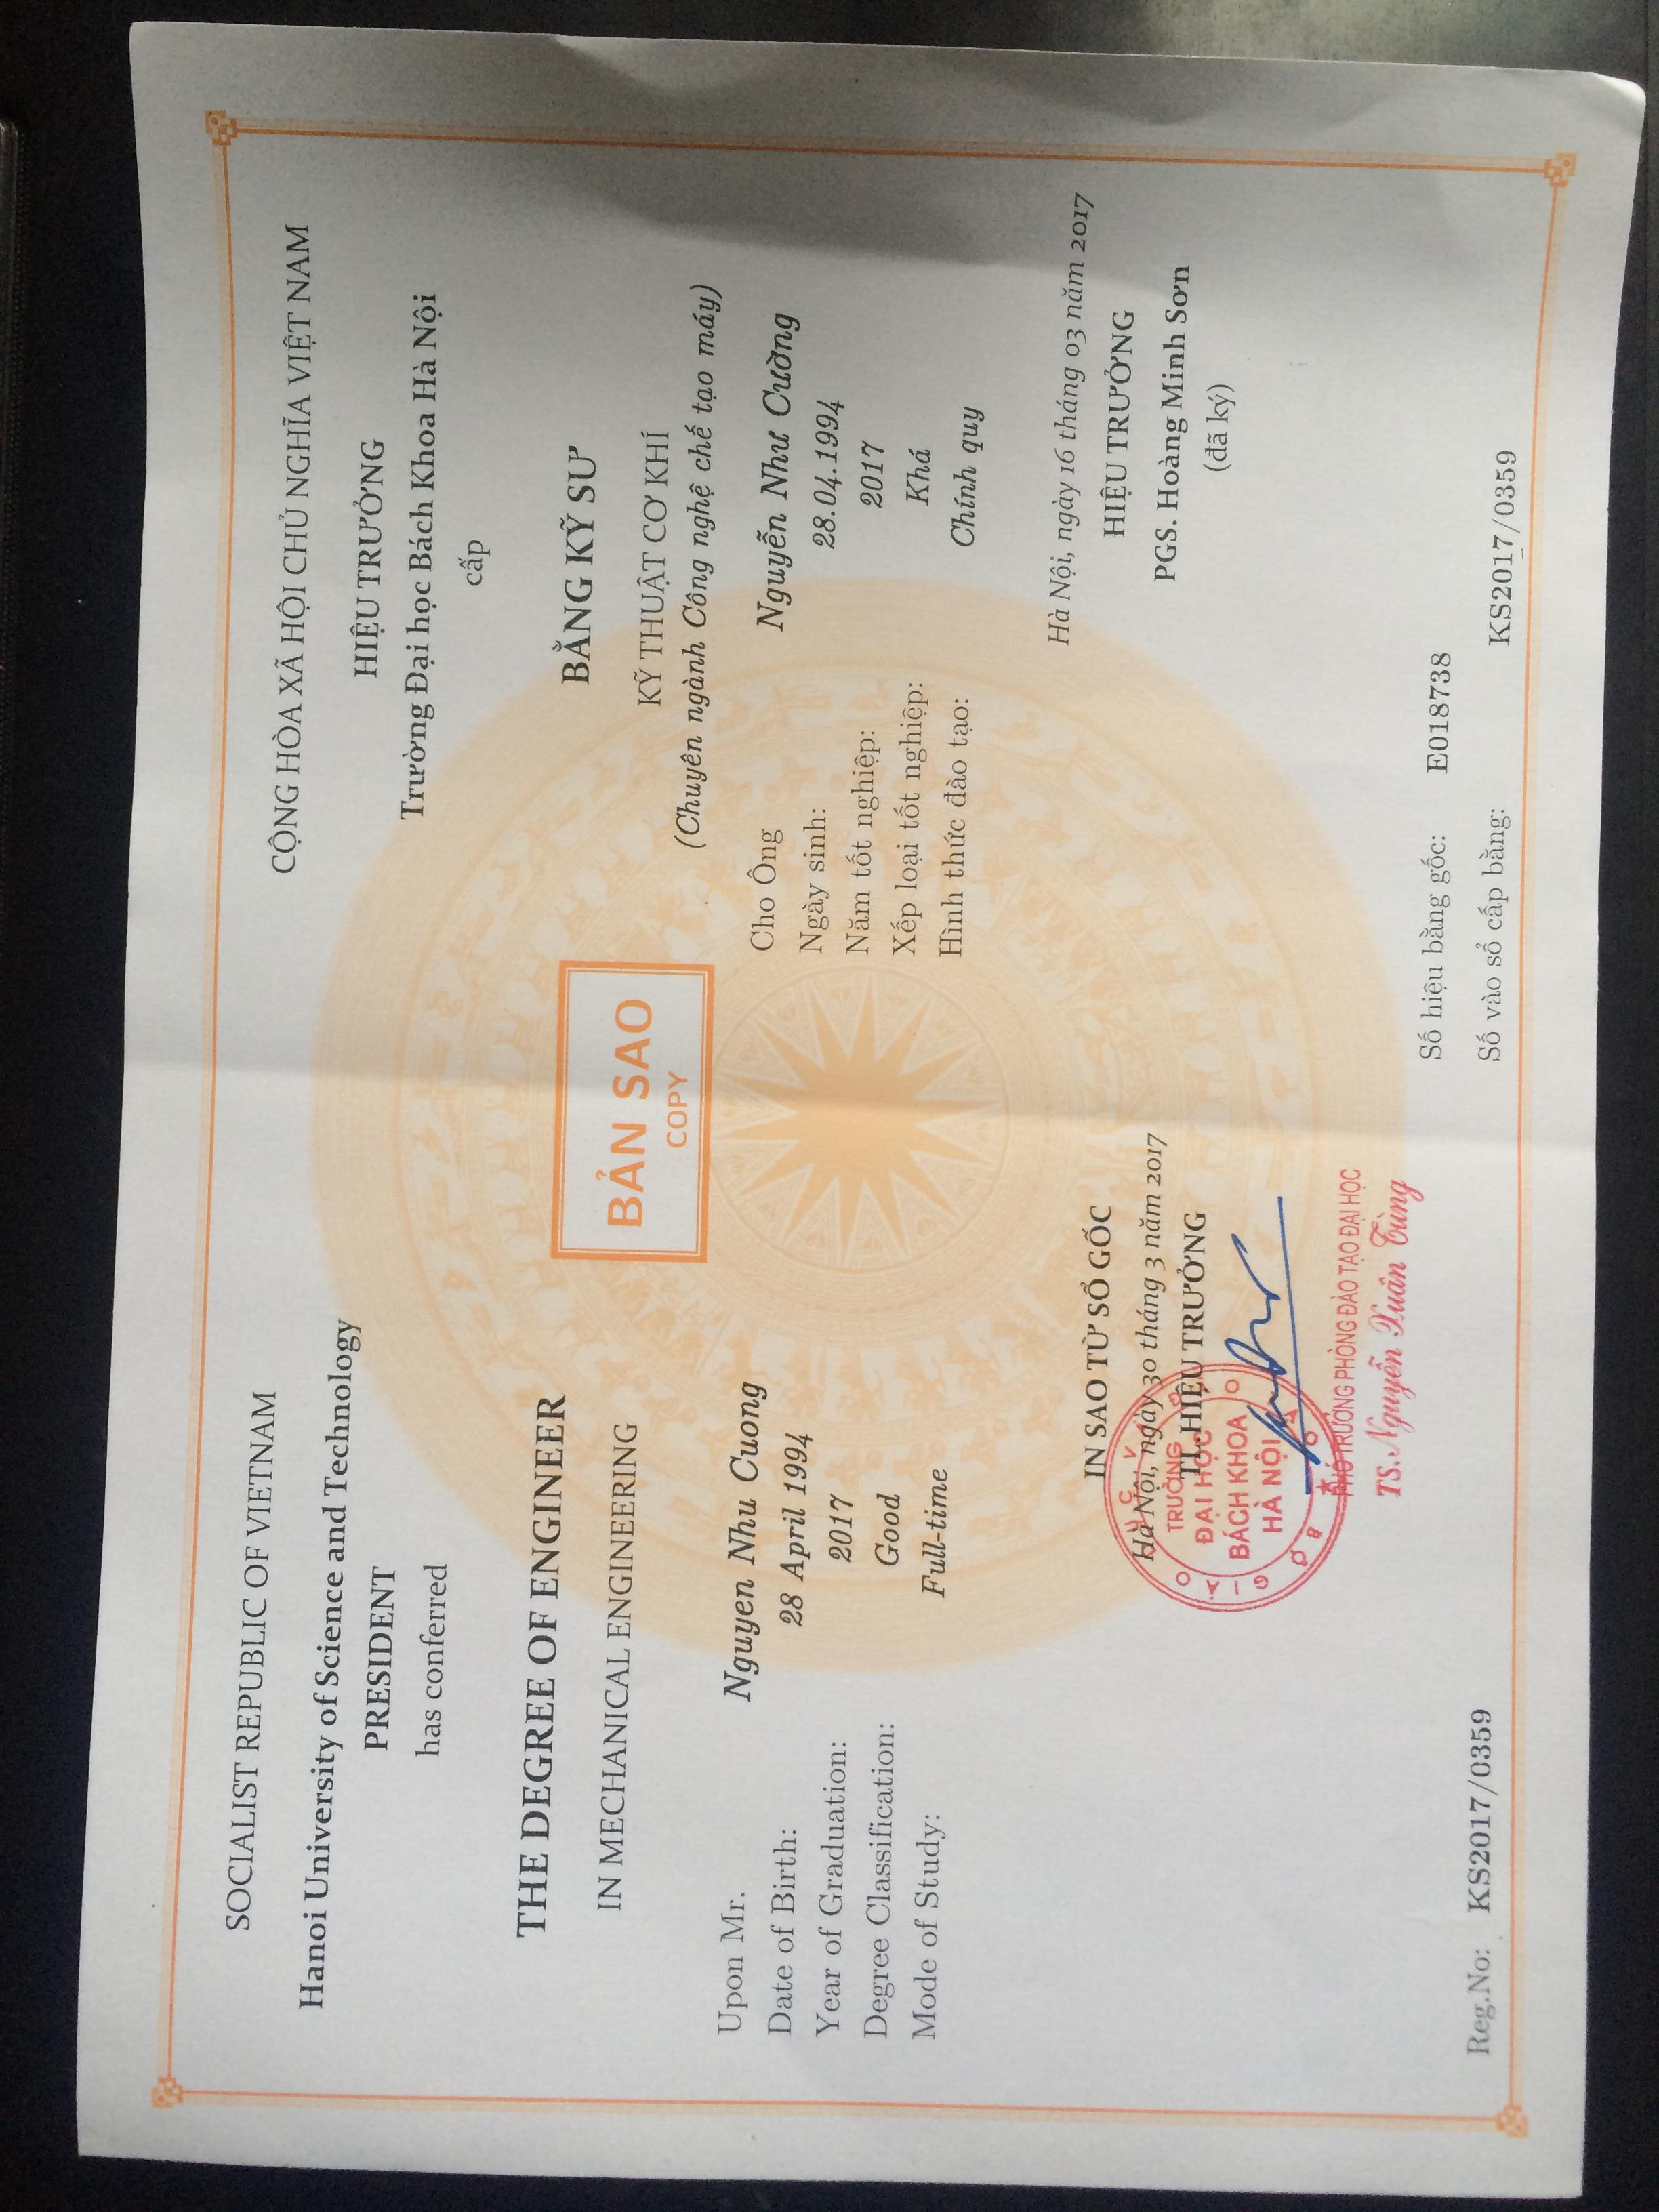 SOCIALIST REPUBLIC OF VIETNAM
Hanoi University of Science and Technology
PRESIDENT
has conferred
THE DEGREE OF ENGINEER
IN MECHANICAL ENGINEERING
Upon Mr. Nguyen Nhu Cuong
Date of Birth: 28 April 1994
Year of Graduation: 2017
Degree Classification: Good
Mode of Study: Full-time
IN SAO TỪ SỔ GỐC
Hà Nội, ngày 30 tháng 3 năm 2017
TL.HIỆU TRƯỞNG
TRƯỜNG
ĐẠI HỌC
BÁCH KHOA
HÀ NỘI
PHÓ TRƯỞNG PHÒNG ĐÀO TẠO ĐẠI HỌC
TS. Nguyễn Xuân Tùng
Reg.No: KS2017/0359
BẢN SAO
COPY
CỘNG HÒA XÃ HỘI CHỦ NGHĨA VIỆT NAM
HIỆU TRƯỞNG
Trường Đại học Bách Khoa Hà Nội
cấp
BẰNG KỸ SƯ
KỸ THUẬT CƠ KHÍ
(Chuyên ngành Công nghệ chế tạo máy)
Cho Ông Nguyễn Như Cường
Ngày sinh: 28.04.1994
Năm tốt nghiệp: 2017
Xếp loại tốt nghiệp: Khá
Hình thức đào tạo: Chính quy
Hà Nội, ngày 16 tháng 03 năm 2017
HIỆU TRƯỞNG
PGS. Hoàng Minh Sơn
(đã ký)
Số hiệu bằng gốc: E018738
Số vào sổ cấp bằng: KS2017/0359